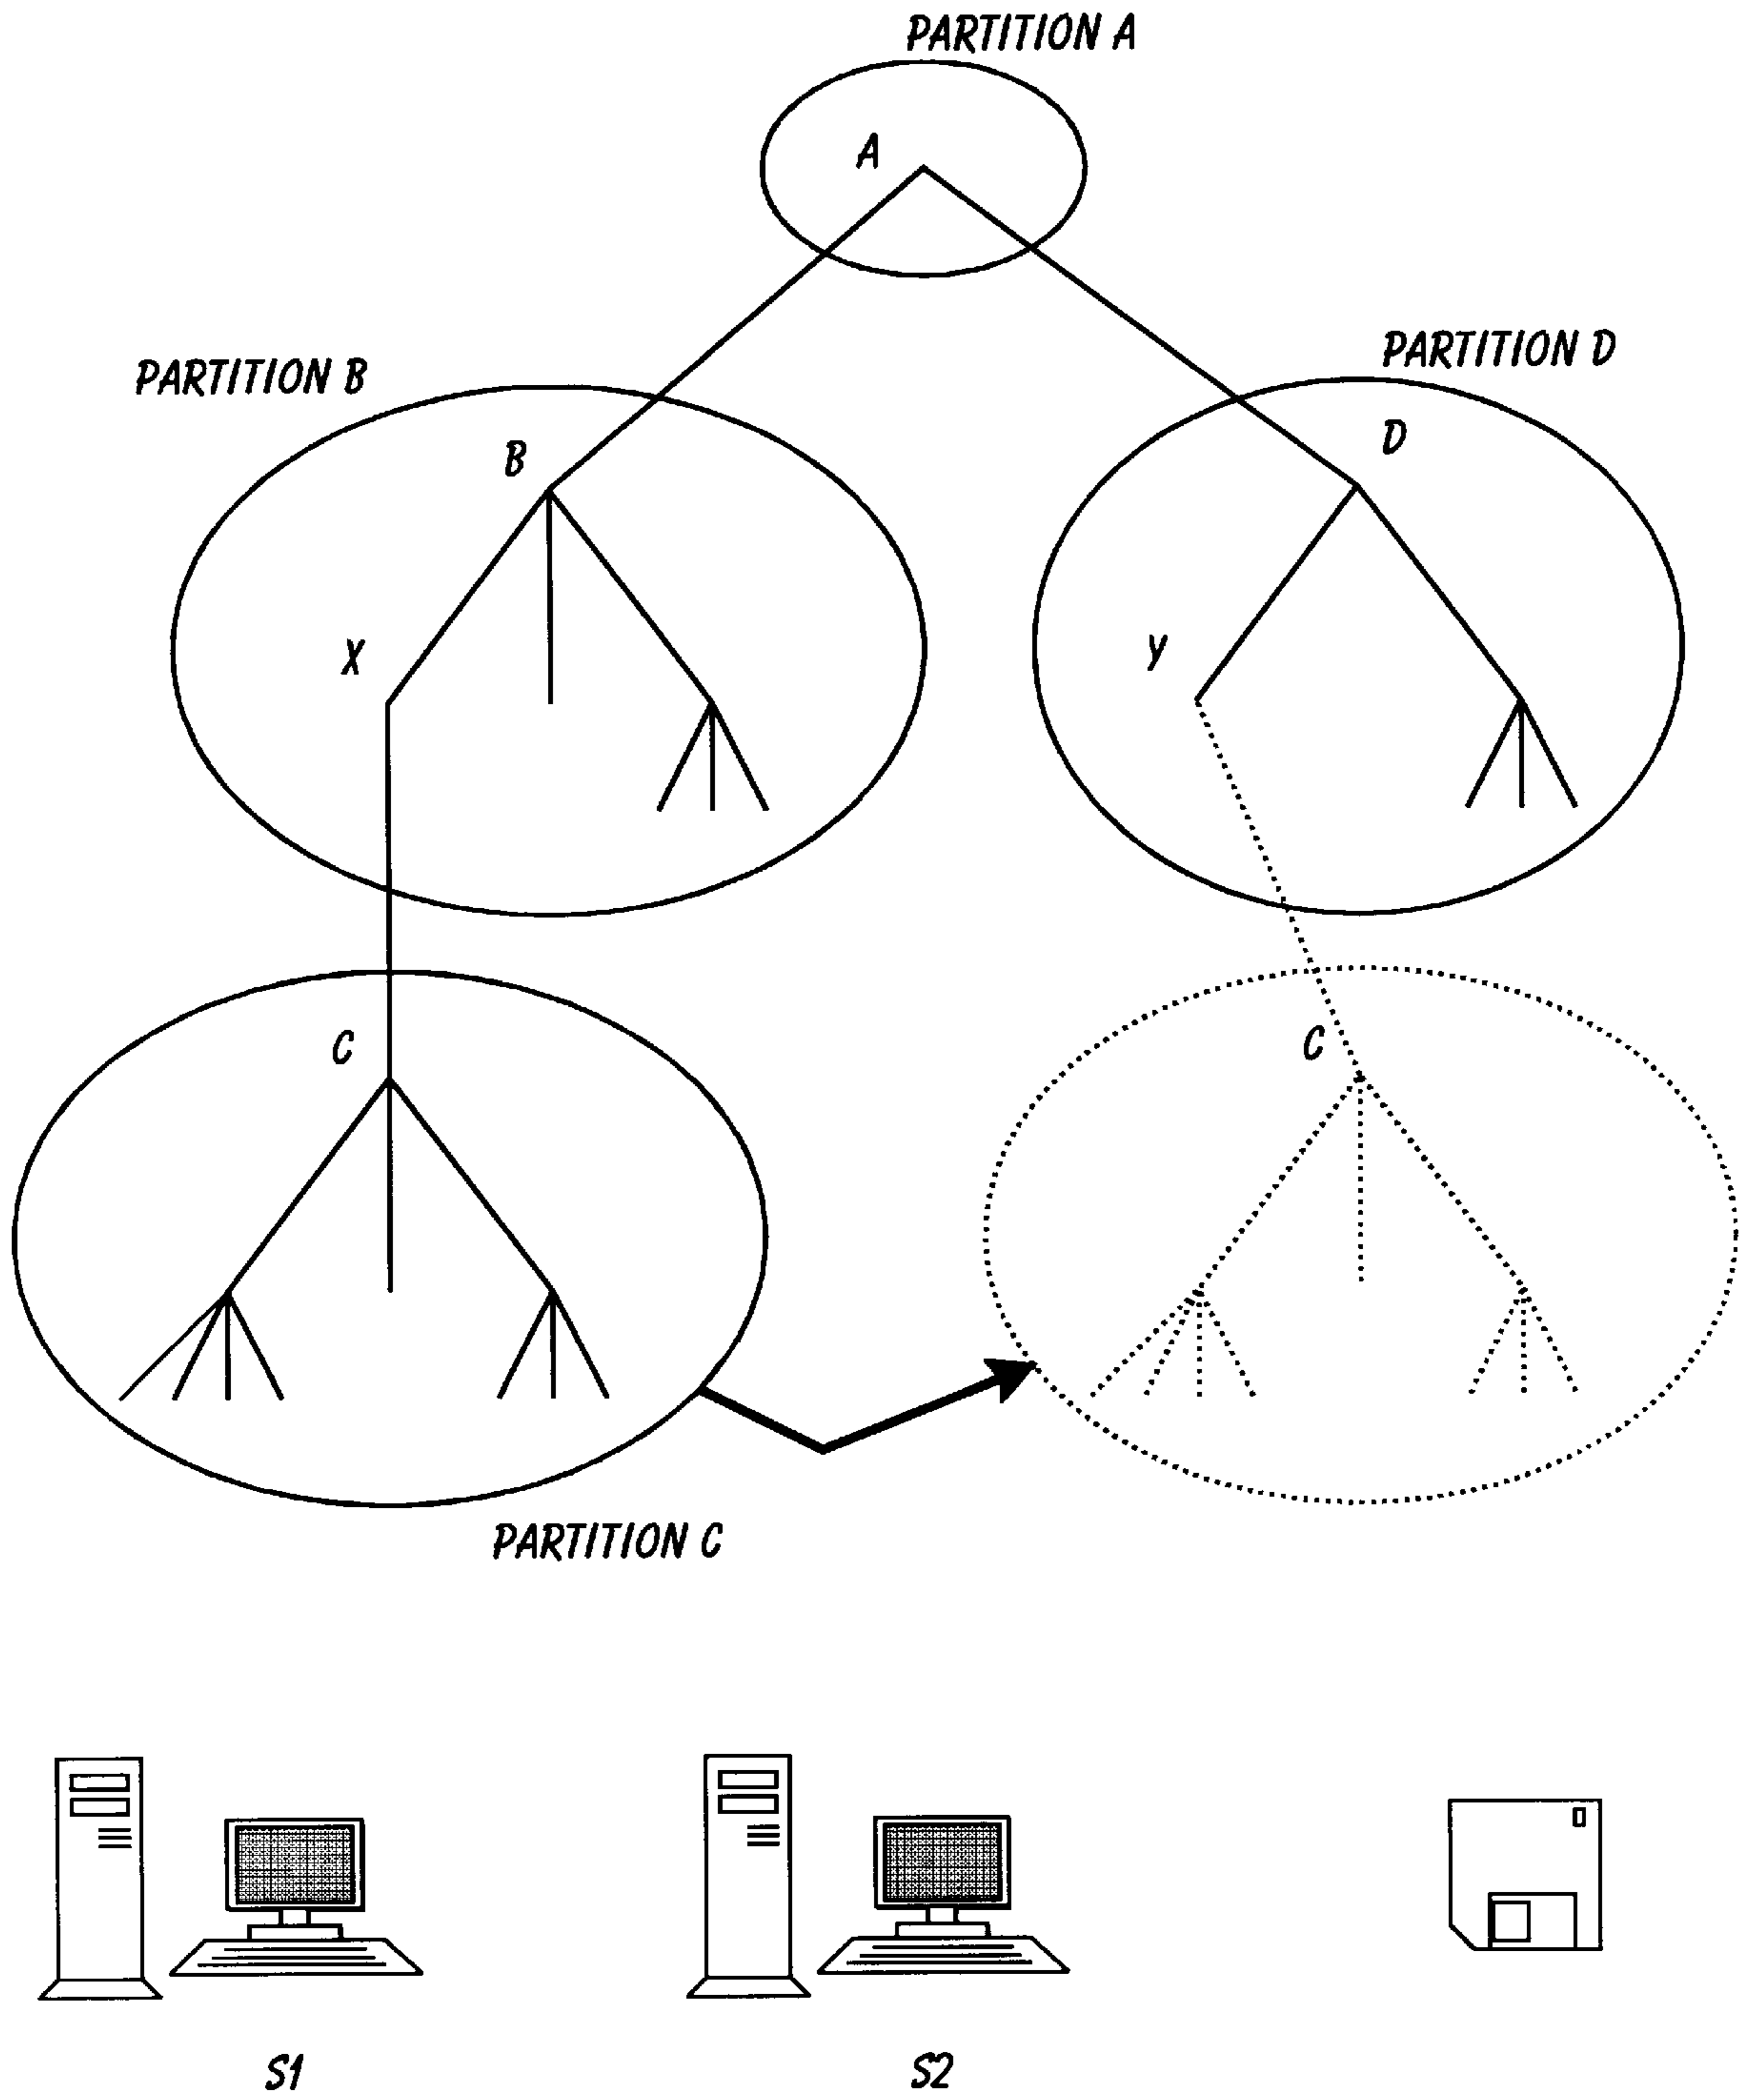 PARTITION A
A
PARTITION B
PARTITION D
B
D
X
Y
C
C
PARTITION C
S1
S2